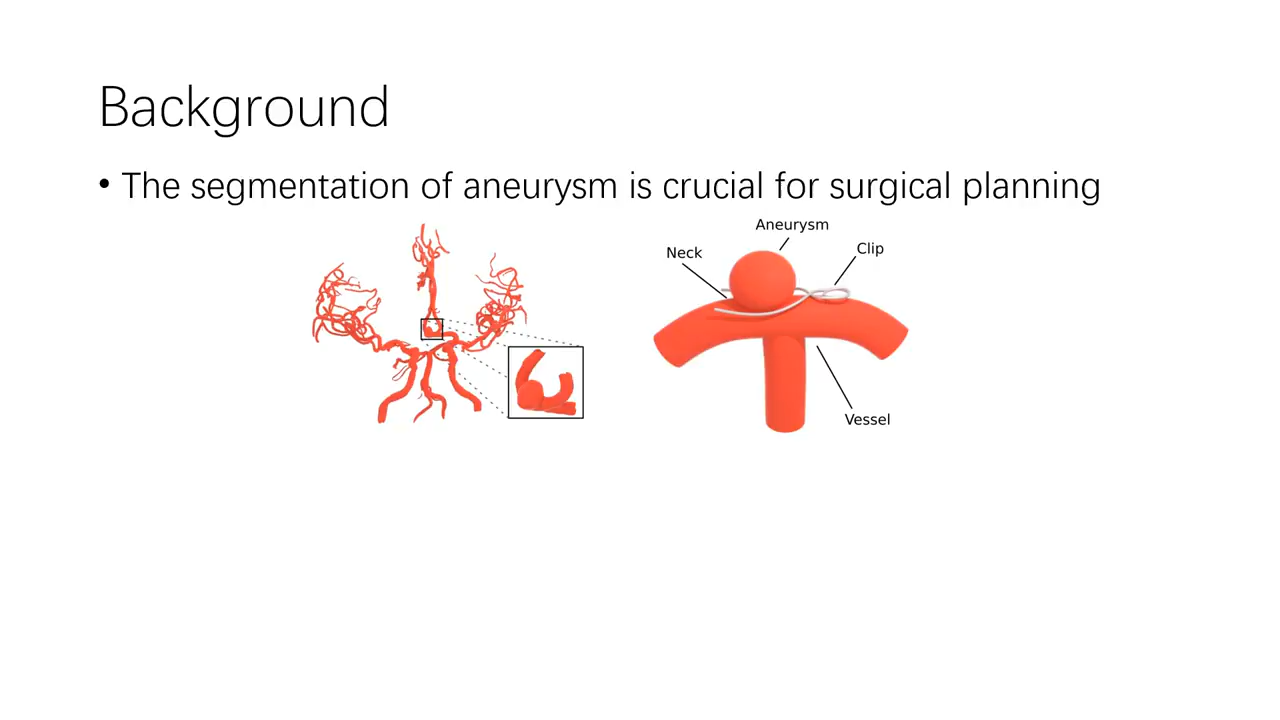 Background
• The segmentation of aneurysm is crucial for surgical planning
Aneurysm
Neck
Clip
Vessel